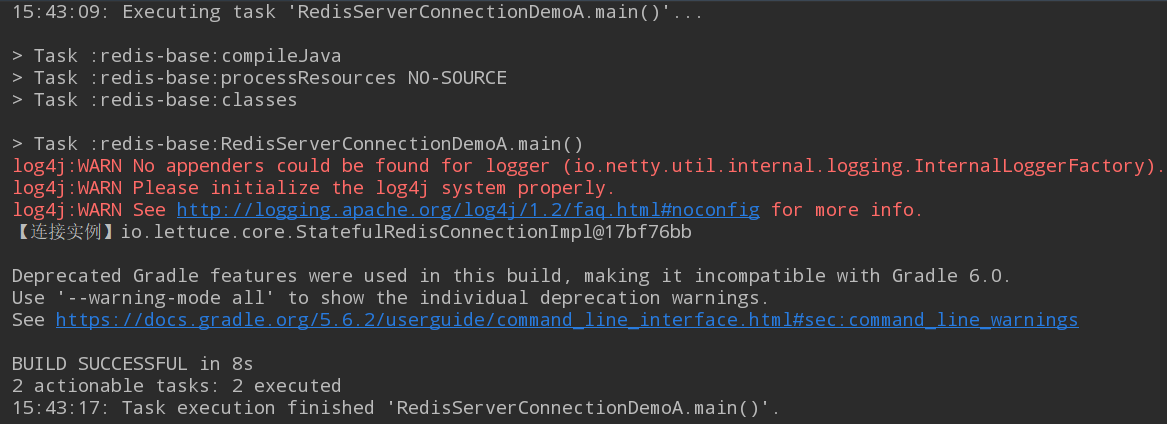 15:43:09: Executing task 'RedisServerConnectionDemoA.main()'...
> Task :redis-base:compileJava
> Task :redis-base:processResources NO-SOURCE
> Task :redis-base:classes
> Task :redis-base:RedisServerConnectionDemoA.main()
log4j:WARN No appenders could be found for logger (io.netty.util.internal.logging.InternalLoggerFactory).
log4j:WARN Please initialize the log4j system properly.
log4j:WARN See http://logging.apache.org/log4j/1.2/faq.html#noconfig for more info.
【连接实例】io.lettuce.core.StatefulRedisConnectionImpl@17bf76bb
Deprecated Gradle features were used in this build, making it incompatible with Gradle 6.0.
Use '--warning-mode all' to show the individual deprecation warnings.
See https://docs.gradle.org/5.6.2/userguide/command_line_interface.html#sec:command_line_warnings
BUILD SUCCESSFUL in 8s
2 actionable tasks: 2 executed
15:43:17: Task execution finished 'RedisServerConnectionDemoA.main()'.